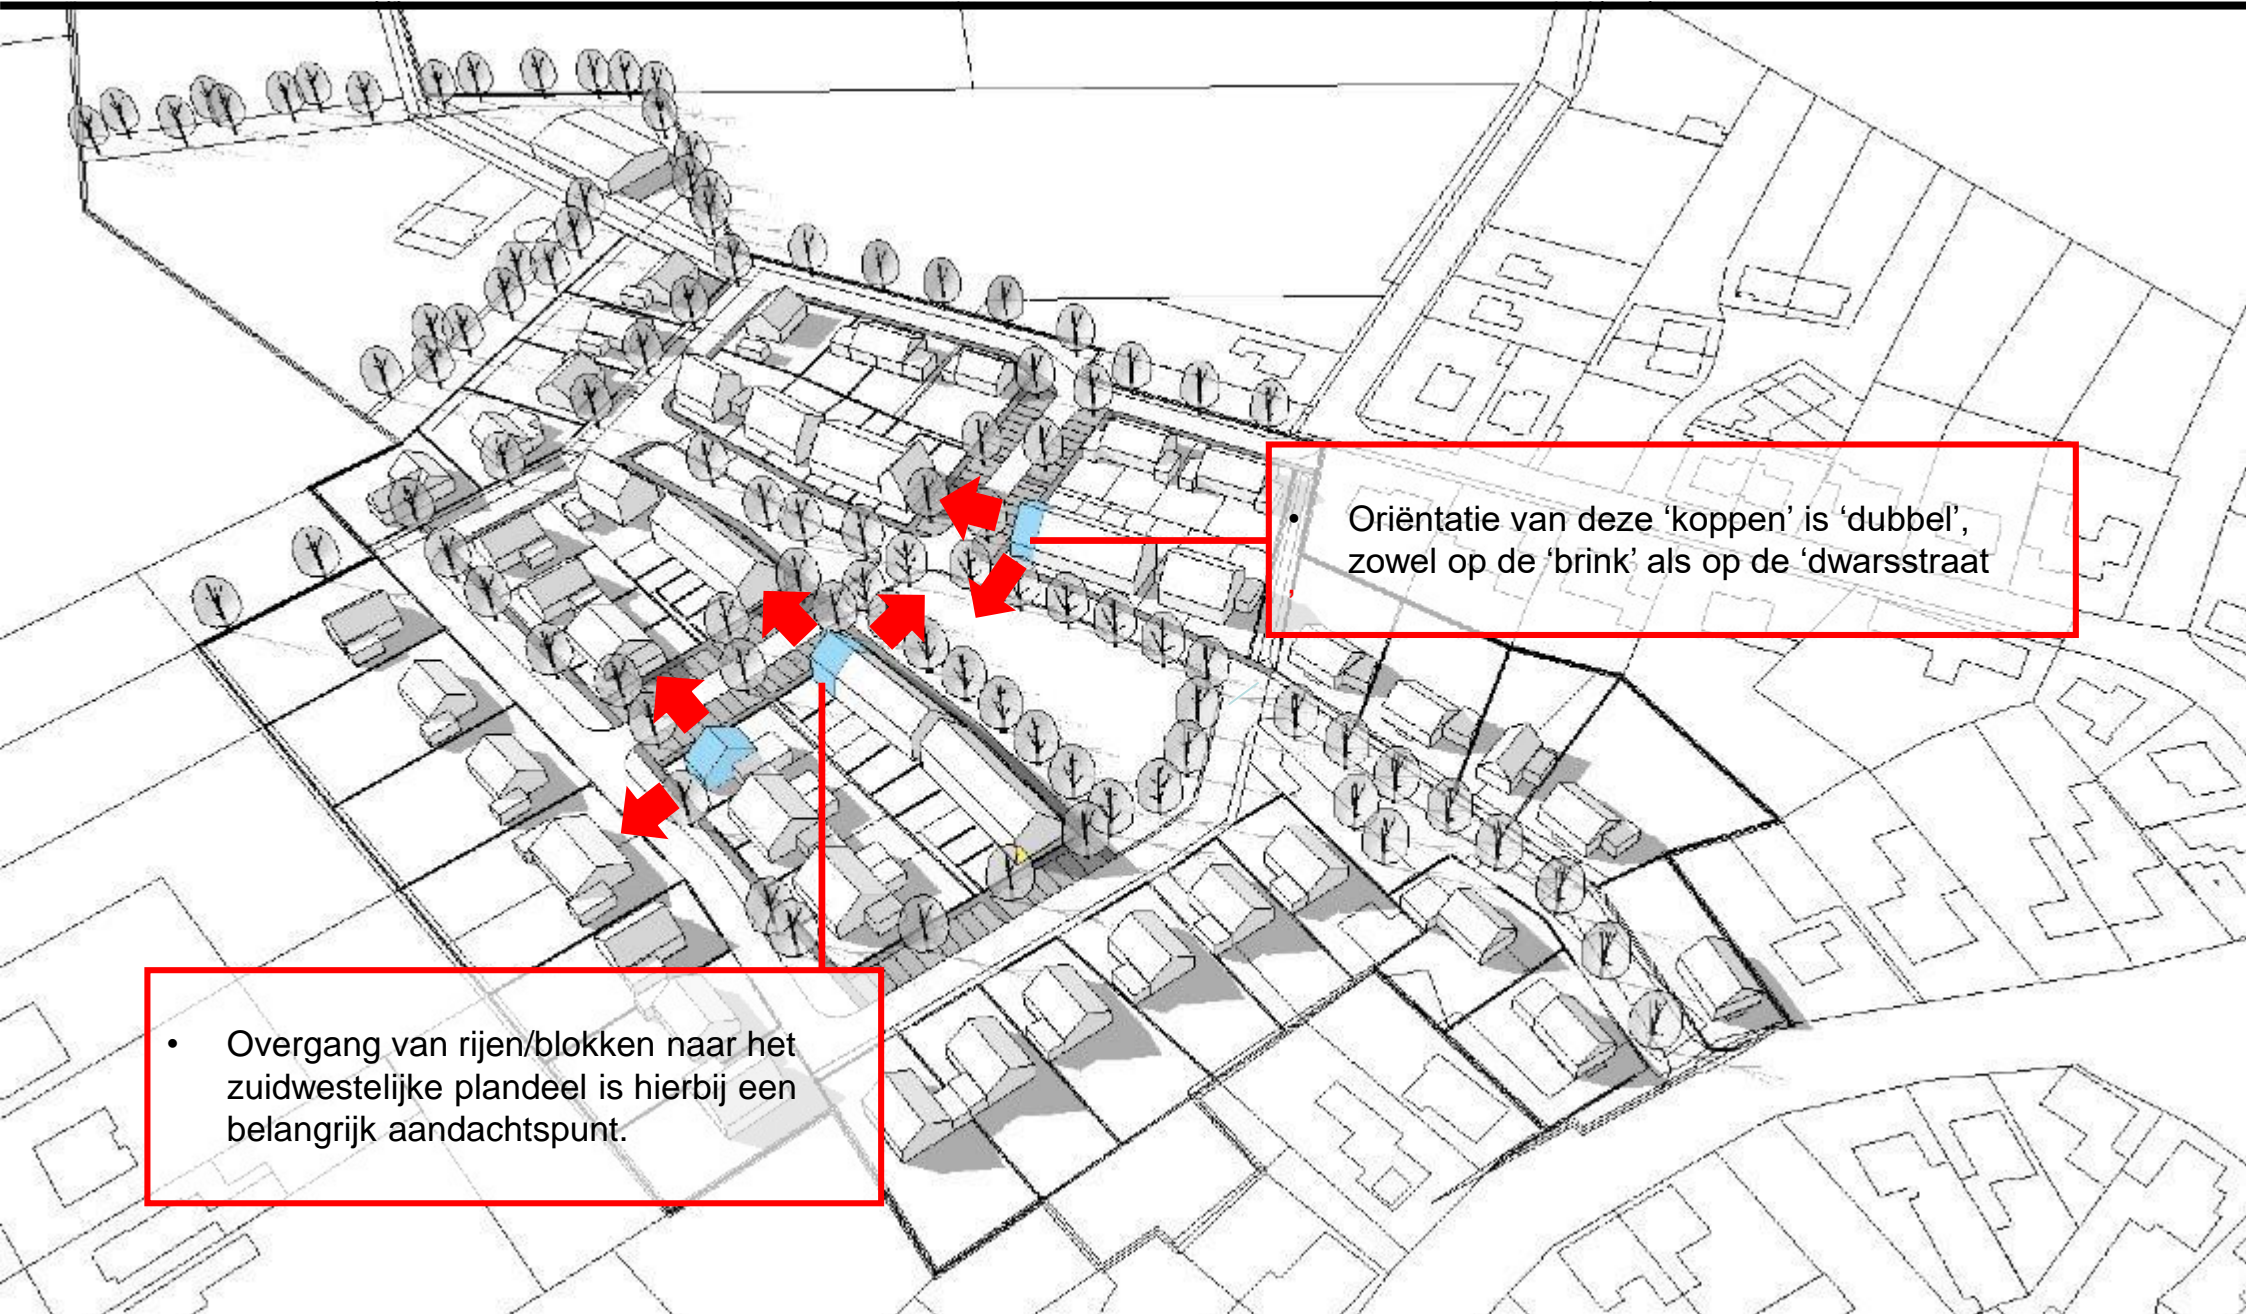 • Oriëntatie van deze ‘koppen’ is ‘dubbel’,
zowel op de ‘brink’ als op de ‘dwarsstraat
’
• Overgang van rijen/blokken naar het
zuidwestelijke plandeel is hierbij een
belangrijk aandachtspunt.